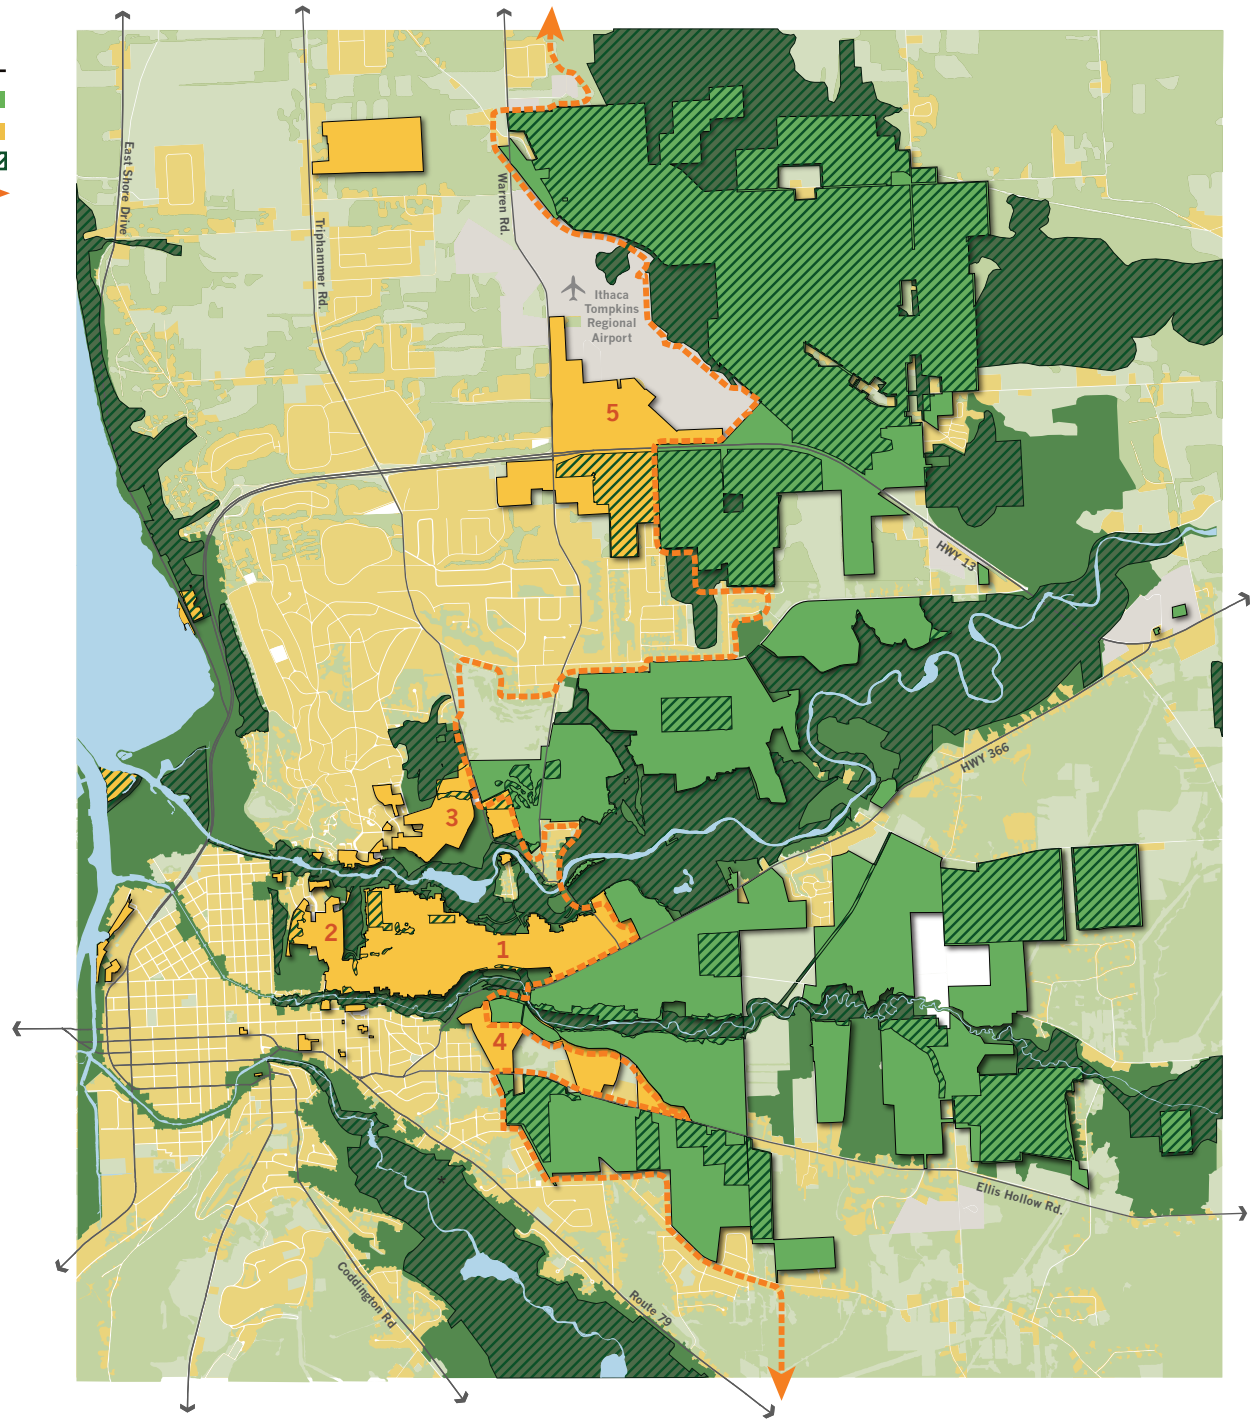 East Shore Drive
Triphammer Rd.
Warren Rd.
Ithaca
Tompkins
Regional
Airport
5
HWY 13
HWY 366
3
2
1
4
*
Ellis Hollow Rd.
Coddington Rd
Route 79